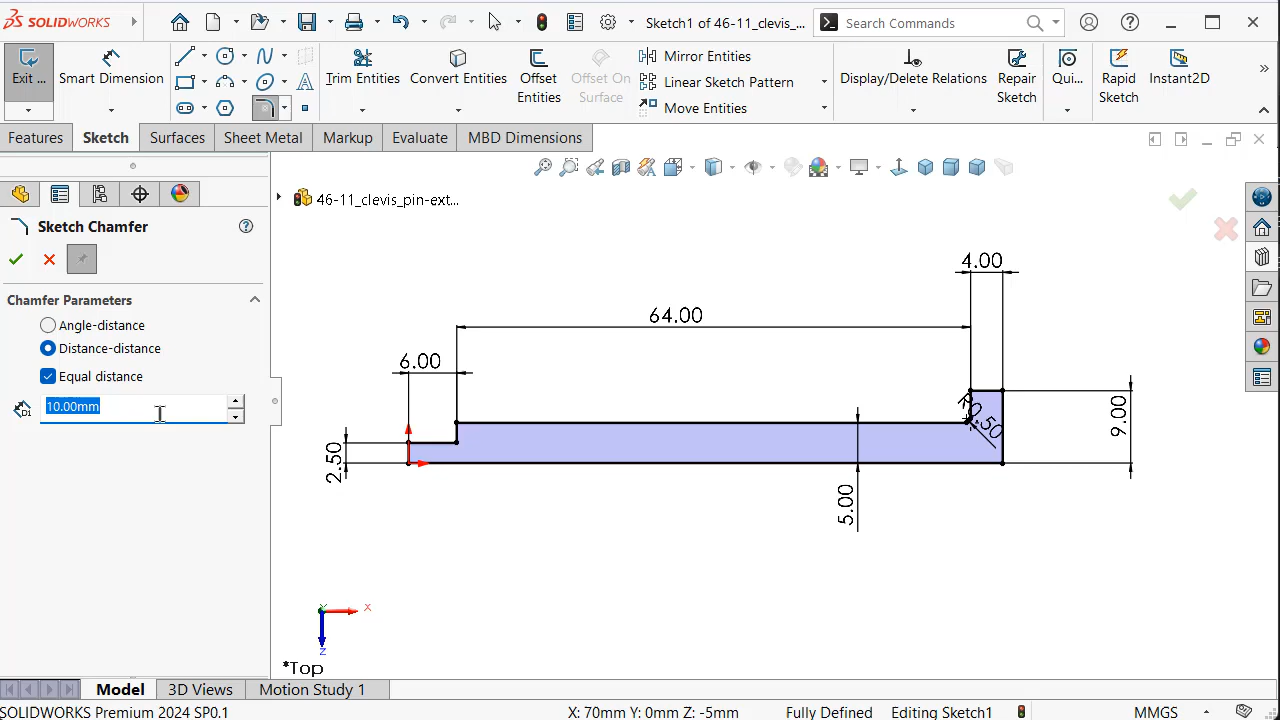 SOLIDWORKS
Sketch1 of 46-11_clevis_...
Search Commands
Exit ...
Smart Dimension
Trim Entities
Convert Entities
Offset Entities
Offset On Surface
Mirror Entities
Linear Sketch Pattern
Move Entities
Display/Delete Relations
Repair Sketch
Qui...
Rapid Sketch
Instant2D
Features
Sketch
Surfaces
Sheet Metal
Markup
Evaluate
MBD Dimensions
46-11_clevis_pin-ext...
Sketch Chamfer
Chamfer Parameters
Angle-distance
Distance-distance
Equal distance
10.00mm
4.00
64.00
6.00
R0.50
9.00
2.50
5.00
Y
X
Z
*Top
Model
3D Views
Motion Study 1
SOLIDWORKS Premium 2024 SP0.1
X: 70mm Y: 0mm Z: -5mm
Fully Defined
Editing Sketch1
MMGS